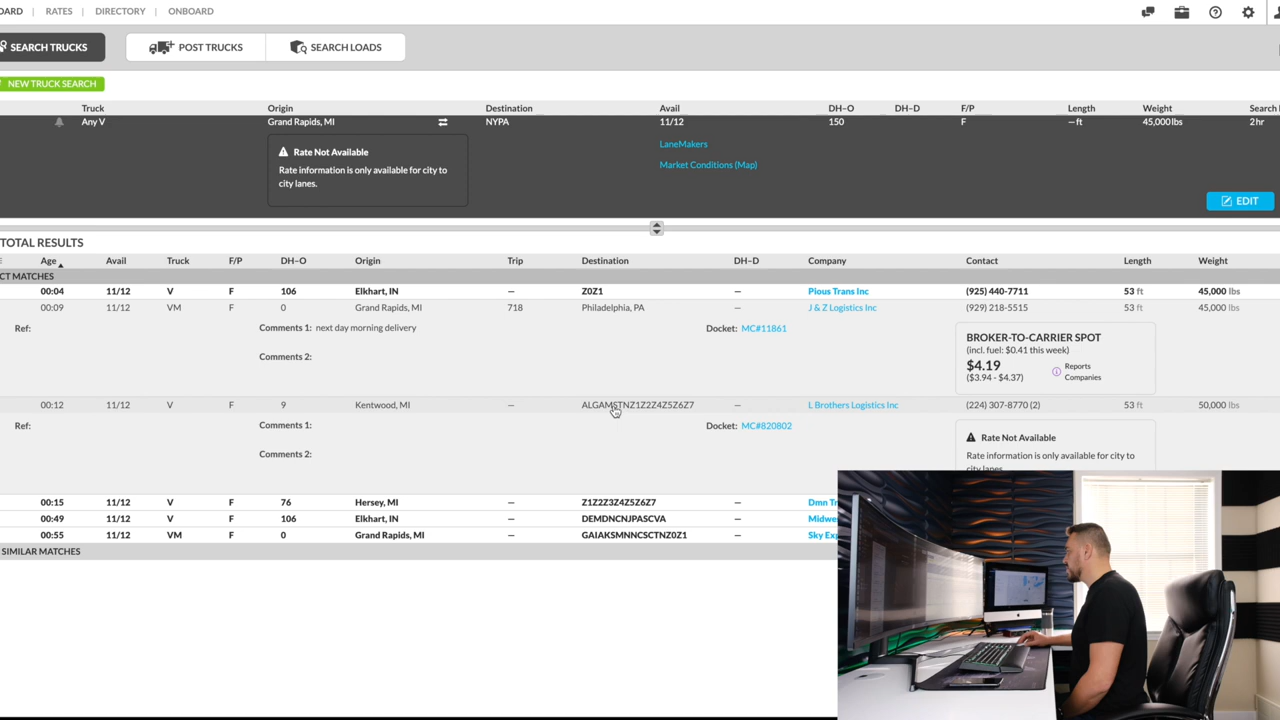 RATES DIRECTORY ONBOARD
SEARCH TRUCKS POST TRUCKS SEARCH LOADS
NEW TRUCK SEARCH
Truck Origin Destination Avail DH–O DH–D F/P Length Weight Search
Any V Grand Rapids, MI NYPA 11/12 150 F – ft 45,000 lbs 2hr
Rate Not Available
Rate information is only available for city to
city lanes.
LaneMakers
Market Conditions (Map)
EDIT
TOTAL RESULTS
Age Avail Truck F/P DH–O Origin Trip Destination DH–D Company Contact Length Weight
MATCHES
00:04 11/12 V F 106 Elkhart, IN — Z0Z1 — Pious Trans Inc (925) 440-7711 53 ft 45,000 lbs
00:09 11/12 VM F 0 Grand Rapids, MI 718 Philadelphia, PA — J & Z Logistics Inc (929) 218-5515 53 ft 45,000 lbs
Ref: Comments 1: next day morning delivery Docket: MC#11861
Comments 2:
BROKER-TO-CARRIER SPOT
(incl. fuel: $0.41 this week)
$4.19
($3.94 - $4.37)
Reports
Companies
00:12 11/12 V F 9 Kentwood, MI — ALGAMSTNZ1Z2Z4Z5Z6Z7 — L Brothers Logistics Inc (224) 307-8770 (2) 53 ft 50,000 lbs
Ref: Comments 1: Docket: MC#820802
Comments 2:
Rate Not Available
Rate information is only available for city to
city lanes.
00:15 11/12 V F 76 Hersey, MI — Z1Z2Z3Z4Z5Z6Z7 — Dmn Tr
00:49 11/12 V F 106 Elkhart, IN — DEMDNCNJPASCVA — Midwe
00:55 11/12 VM F 0 Grand Rapids, MI — GAIAKSMNNCSCTNZ0Z1 — Sky Exp
SIMILAR MATCHES